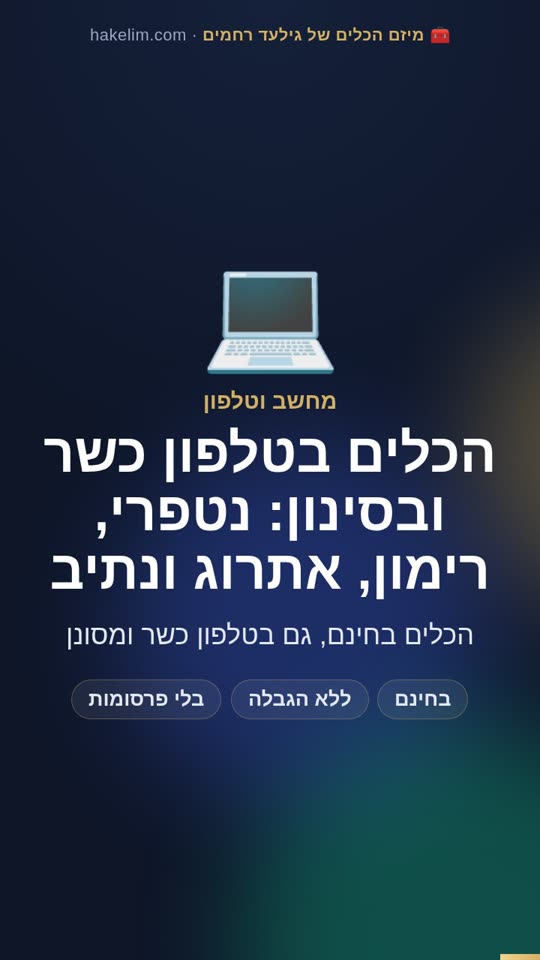 🧰 מיזם הכלים של גילעד רחמים · hakelim.com
מחשב וטלפון
הכלים בטלפון כשר
ובסינון: נטפרי,
רימון, אתרוג ונתיב
הכלים בחינם, גם בטלפון כשר ומסונן
בחינם
ללא הגבלה
בלי פרסומות